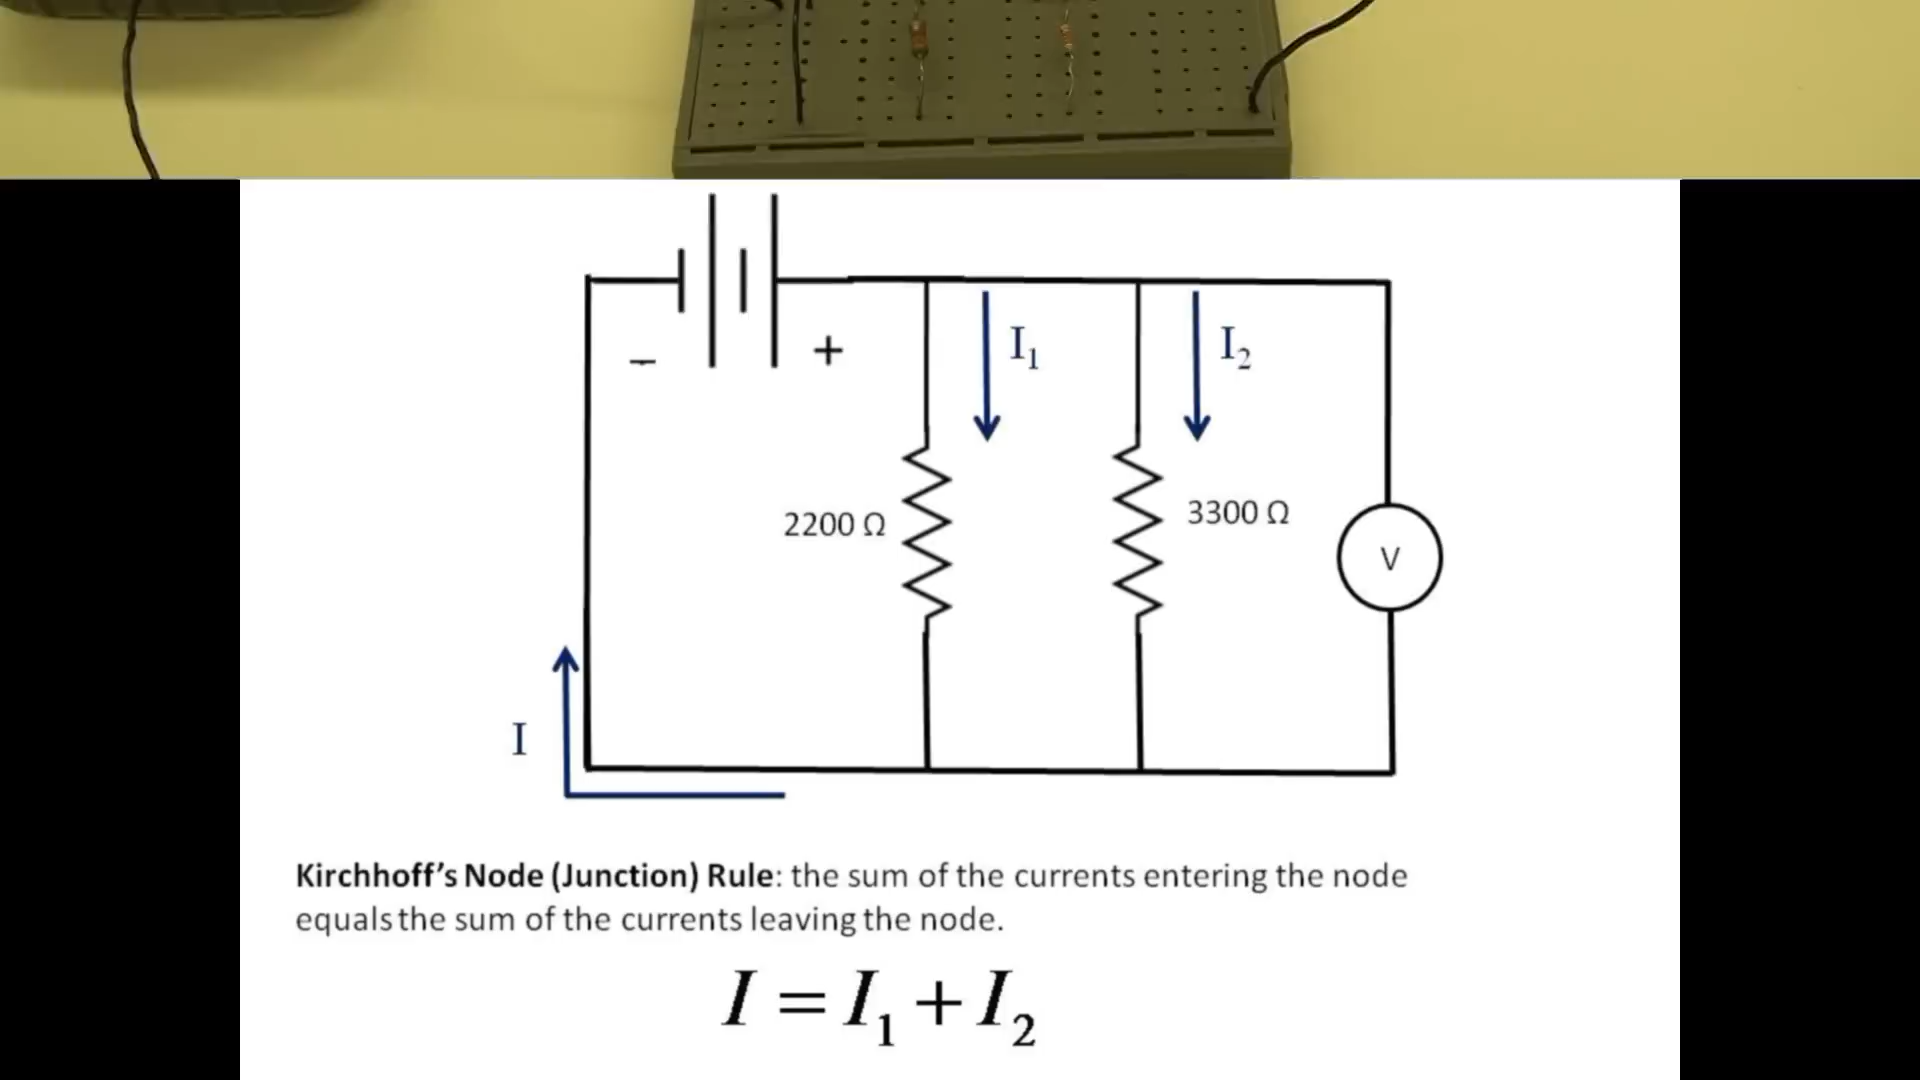 − +
I₁ I₂
2200 Ω 3300 Ω
V
I
Kirchhoff’s Node (Junction) Rule: the sum of the currents entering the node
equals the sum of the currents leaving the node.
I = I₁ + I₂